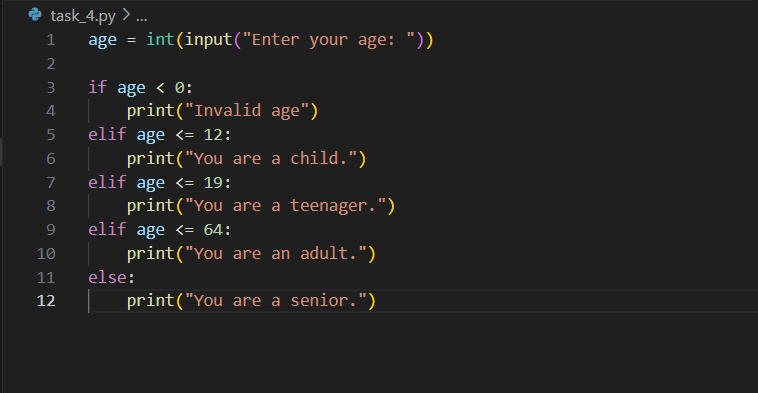 task_4.py > ...
1 age = int(input("Enter your age: "))
2
3 if age < 0:
4     print("Invalid age")
5 elif age <= 12:
6     print("You are a child.")
7 elif age <= 19:
8     print("You are a teenager.")
9 elif age <= 64:
10     print("You are an adult.")
11 else:
12     print("You are a senior.")